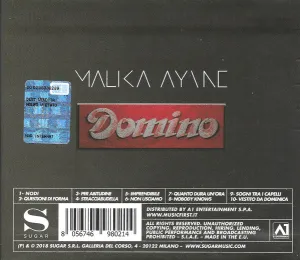 MALIKA AYANE
Domino
1- NODI
2- QUESTIONI DI FORMA
3- PER ABITUDINE
4- STRACCIABUDELLA
5- IMPRENDIBILE
6- NON USCIAMO
7- QUANTO DURA UN'ORA
8- NOBODY KNOWS
9- SOGNI TRA I CAPELLI
10- VESTITO DA DOMENICA
S
SUGAR
8 056746 980214
DISTRIBUTED BY A1 ENTERTAINMENT S.P.A.
WWW.MUSICFIRST.IT
ALL RIGHTS RESERVED. UNAUTHORIZED
COPYING, REPRODUCTION, HIRING, LENDING,
PUBLIC PERFORMANCE AND BROADCASTING
PROHIBITED - S.I.A.E - MADE IN THE E.U.
A1
(P) & © 2018 SUGAR S.R.L. GALLERIA DEL CORSO, 4 - 20122 MILANO - WWW.SUGARMUSIC.COM